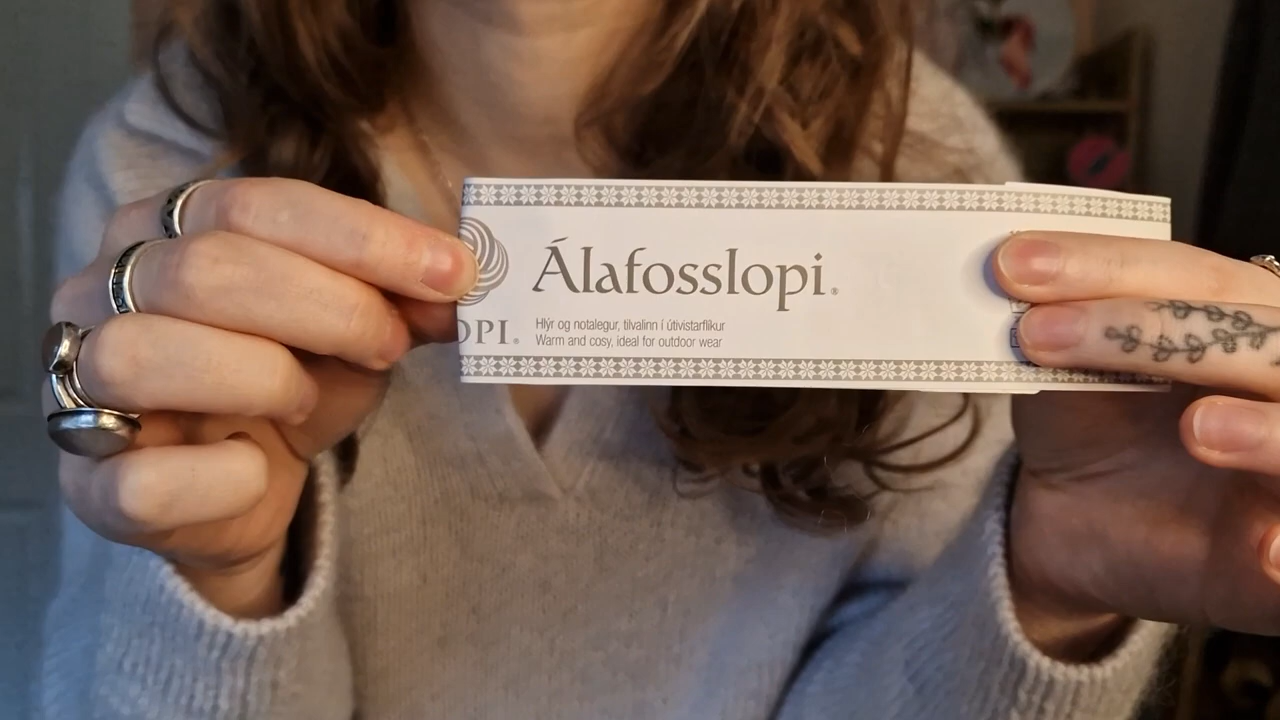 Álafosslopi®
OPI®
Hlýr og notalegur, tilvalinn í útivistarflíkur
Warm and cosy, ideal for outdoor wear